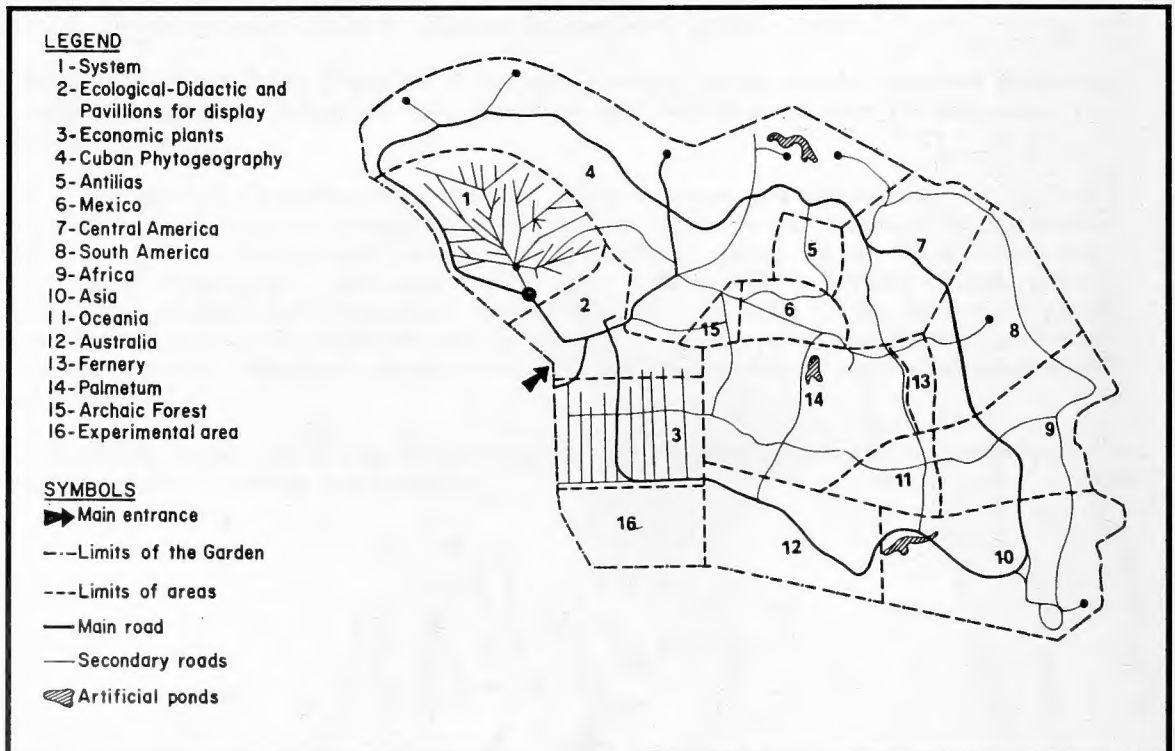 LEGEND
1-System
2-Ecological-Didactic and
Pavillions for display
3-Economic plants
4-Cuban Phytogeography
5-Antilias
6-Mexico
7-Central America
8-South America
9-Africa
10-Asia
11-Oceania
12-Australia
13-Fernery
14-Palmetum
15-Archaic Forest
16-Experimental area
SYMBOLS
Main entrance
Limits of the Garden
Limits of areas
Main road
Secondary roads
Artificial ponds
1
4
5
7
2
15
6
8
13
14
3
9
11
16
12
10